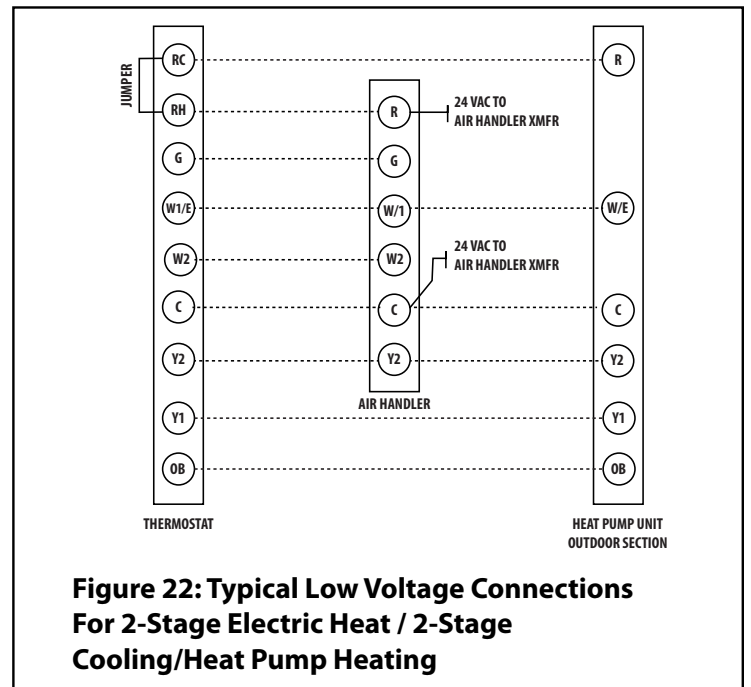 RC
R
JUMPER
RH
R
24 VAC TO
AIR HANDLER XMFR
G
G
W1/E
W/1
W/E
W2
W2
24 VAC TO
AIR HANDLER XMFR
C
C
C
Y2
Y2
Y2
AIR HANDLER
Y1
Y1
OB
OB
THERMOSTAT
HEAT PUMP UNIT
OUTDOOR SECTION
Figure 22: Typical Low Voltage Connections
For 2-Stage Electric Heat / 2-Stage
Cooling/Heat Pump Heating